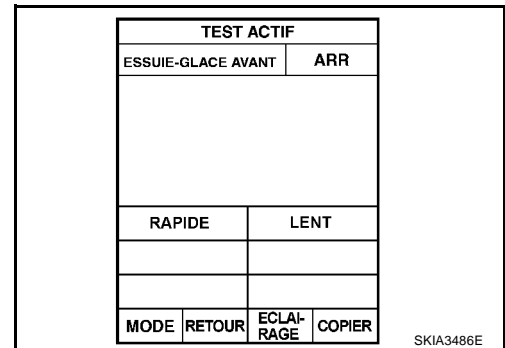 TEST ACTIF
ESSUIE-GLACE AVANT ARR
RAPIDE LENT
MODE RETOUR ECLAI-
RAGE COPIER
SKIA3486E